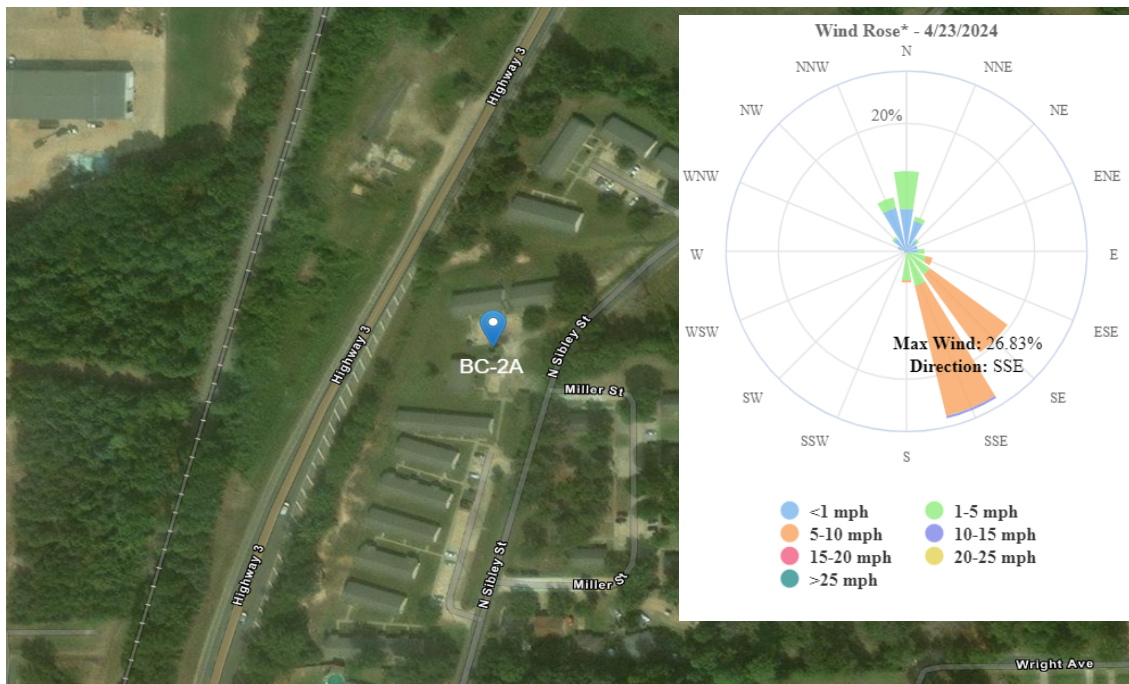 Highway 3
Highway 3
Highway 3
BC-2A
N Sibley St
N Sibley St
Miller St
Miller St
Wright Ave
Wind Rose* - 4/23/2024
N
NNW
NNE
NW
NE
20%
WNW
ENE
W
E
WSW
ESE
Max Wind: 26.83%
Direction: SSE
SW
SE
SSW
SSE
S
<1 mph
1-5 mph
5-10 mph
10-15 mph
15-20 mph
20-25 mph
>25 mph